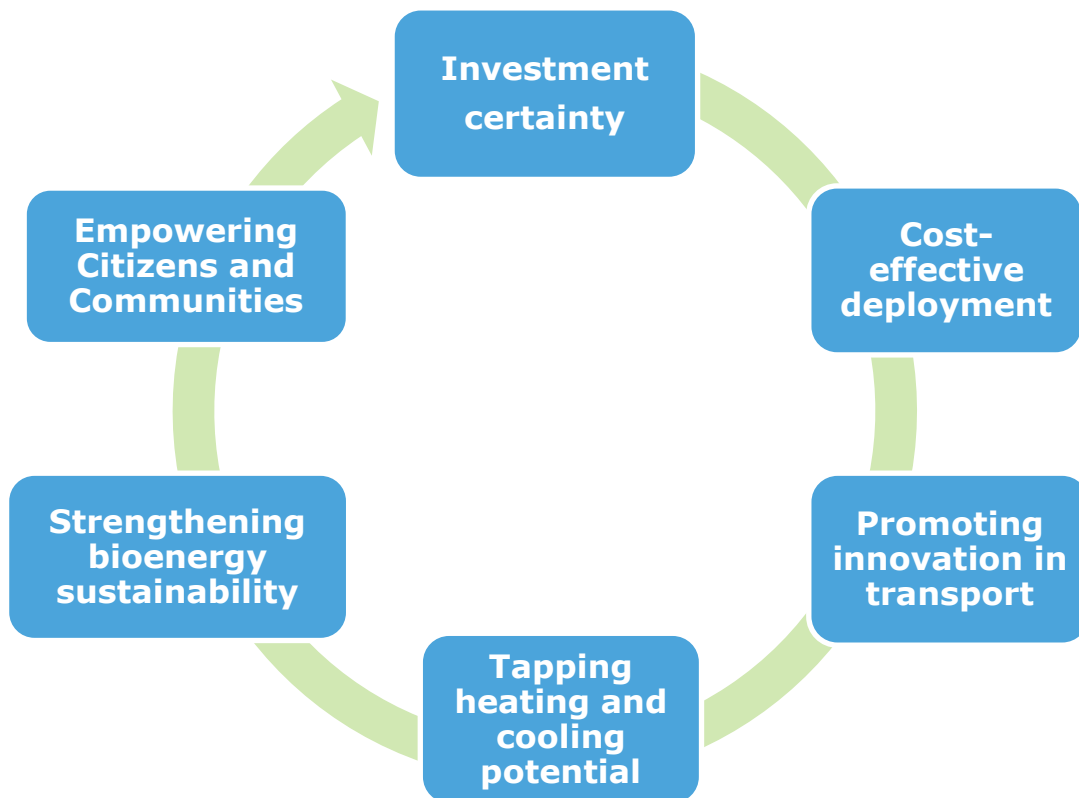 Investment
certainty
Cost-
effective
deployment
Promoting
innovation in
transport
Tapping
heating and
cooling
potential
Strengthening
bioenergy
sustainability
Empowering
Citizens and
Communities